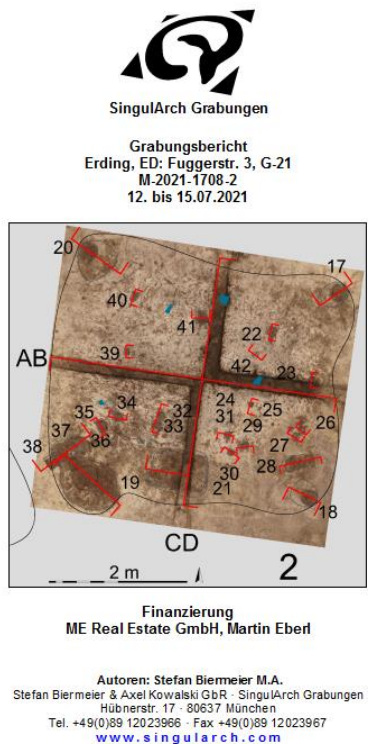 SingulArch Grabungen
Grabungsbericht
Erding, ED: Fuggerstr. 3, G-21
M-2021-1708-2
12. bis 15.07.2021
20
17
40
41
22
AB
39
42
23
35
34
32
24
25
31
26
37
36
33
29
27
38
30
28
19
21
18
CD
2 m
2
Finanzierung
ME Real Estate GmbH, Martin Eberl
Autoren: Stefan Biermeier M.A.
Stefan Biermeier & Axel Kowalski GbR · SingulArch Grabungen
Hübnerstr. 17 · 80637 München
Tel. +49(0)89 12023966 · Fax +49(0)89 12023967
www.singularch.com